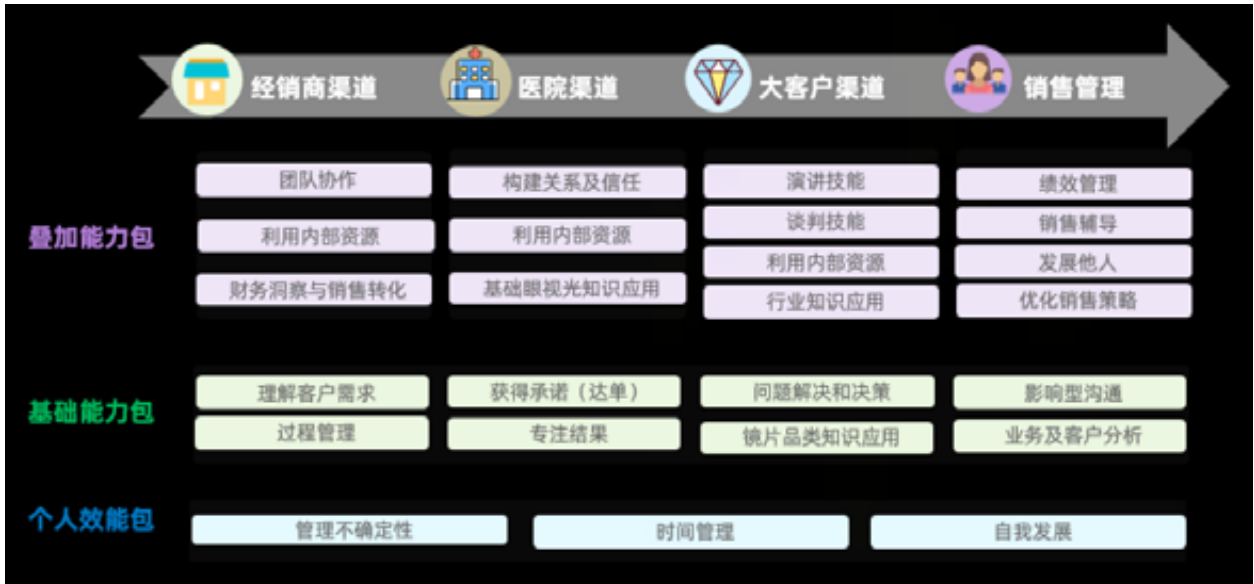 经销商渠道 医院渠道 大客户渠道 销售管理
叠加能力包
团队协作 构建关系及信任 演讲技能 绩效管理
利用内部资源 利用内部资源 谈判技能 销售辅导
财务洞察与销售转化 基础眼视光知识应用 利用内部资源 发展他人
行业知识应用 优化销售策略
基础能力包
理解客户需求 获得承诺（达单） 问题解决和决策 影响型沟通
过程管理 专注结果 镜片品类知识应用 业务及客户分析
个人效能包
管理不确定性 时间管理 自我发展